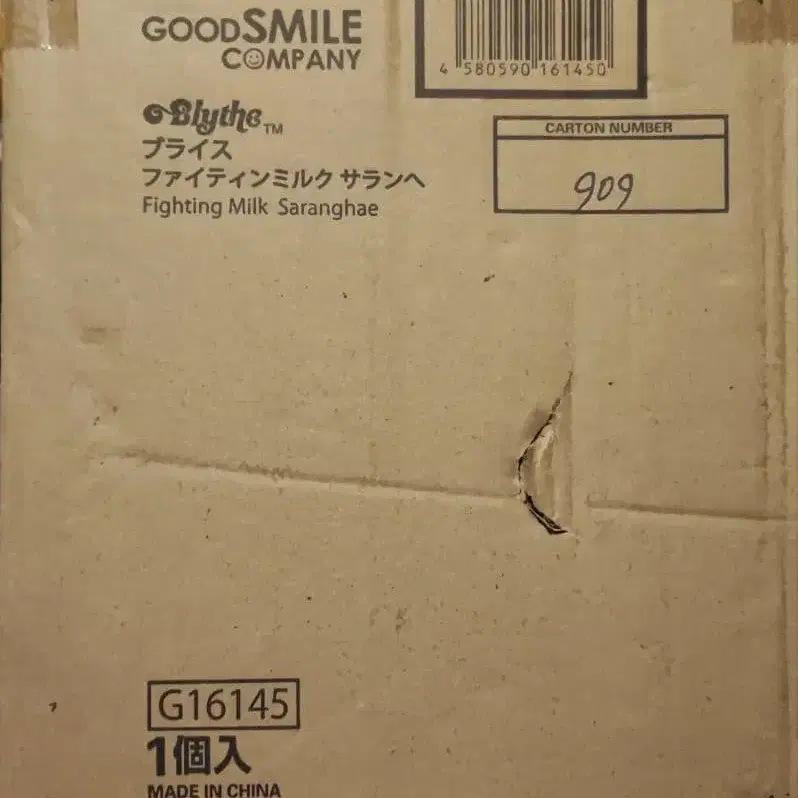 GOODSMILE
COMPANY
4 580590 161450
Blythe TM
ブライス
ファイティンミルク サランヘ
Fighting Milk Saranghae
CARTON NUMBER
909
G16145
1個入
MADE IN CHINA